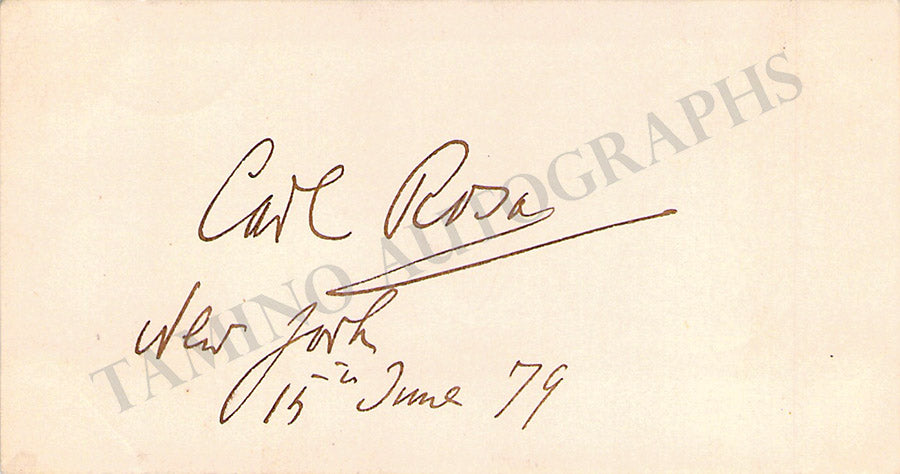 Carl Rosa
New York
15th June 79
TAMINO AUTOGRAPHS